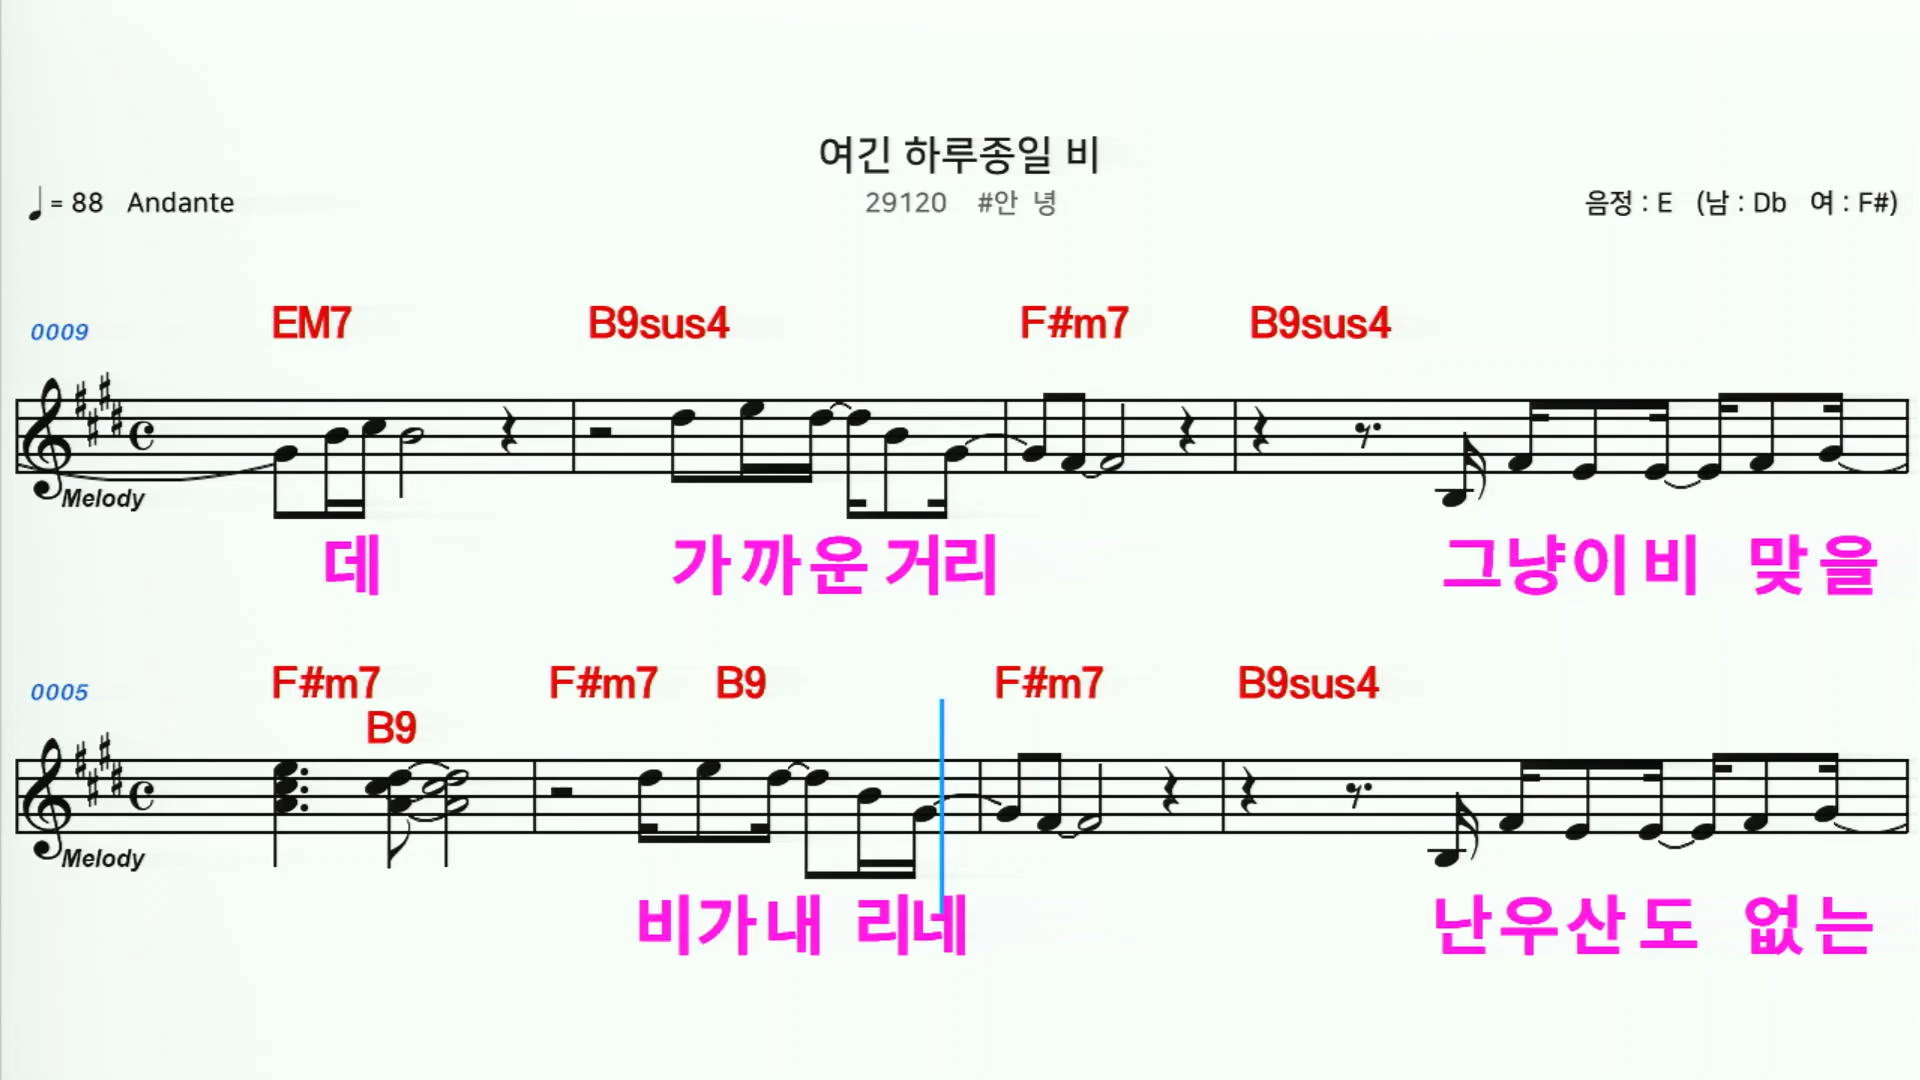 여긴 하루종일 비
♩= 88 Andante
29120 #안 녕
음정 : E (남 : Db 여 : F#)
0009
EM7 B9sus4 F#m7 B9sus4
Melody
데 가까운 거리 그냥이 비 맞을
0005
F#m7 F#m7 B9 F#m7 B9sus4
B9
Melody
비가내 리네 난우산도 없는